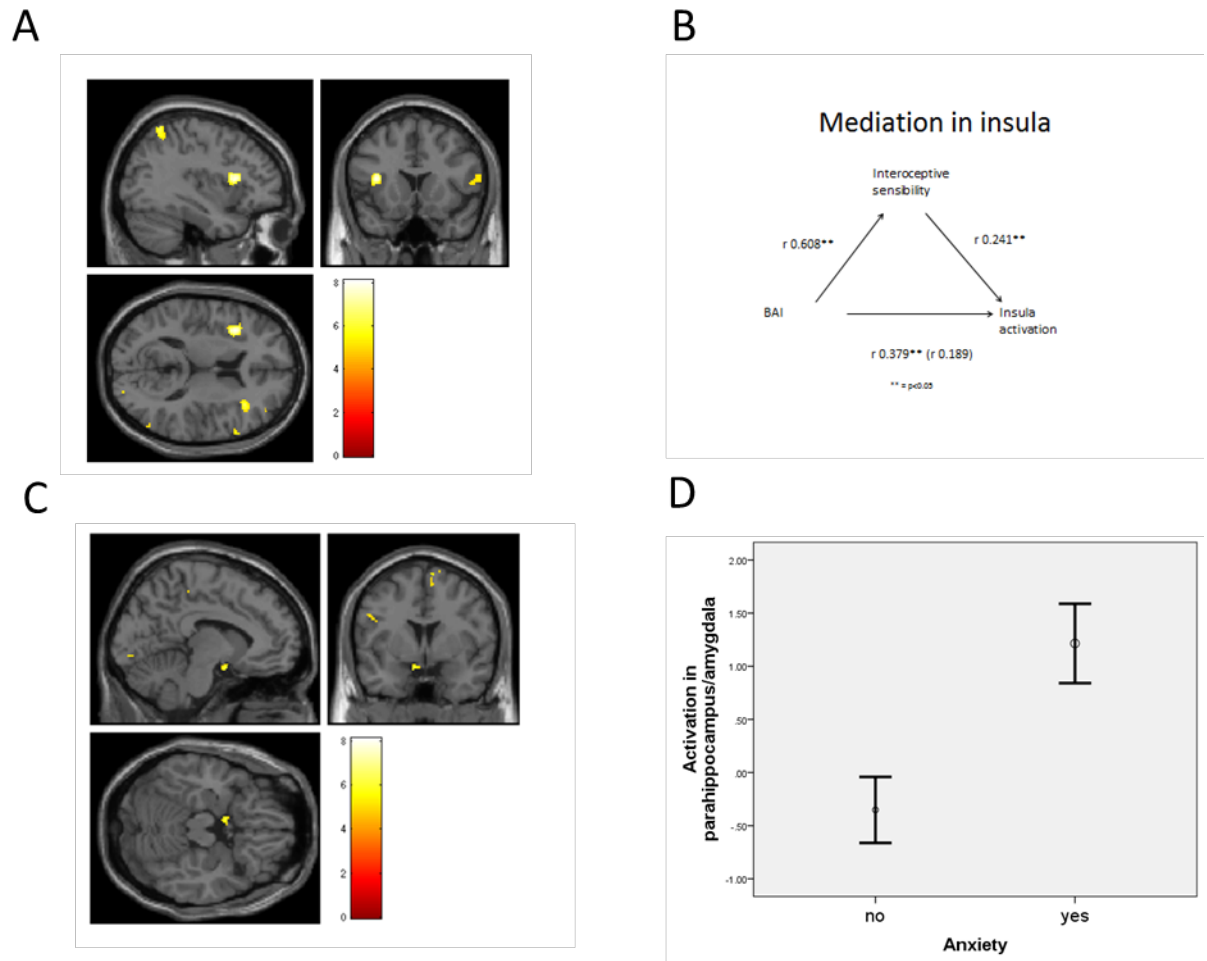 A
8
6
4
2
0
B
Mediation in insula
Interoceptive
sensibility
r 0.608**
r 0.241**
BAI
Insula
activation
r 0.379** (r 0.189)
** = p<0.05
C
8
6
4
2
0
D
Activation in
parahippocampus/amygdala
2.00
1.50
1.00
.50
.00
-.50
-1.00
no
yes
Anxiety